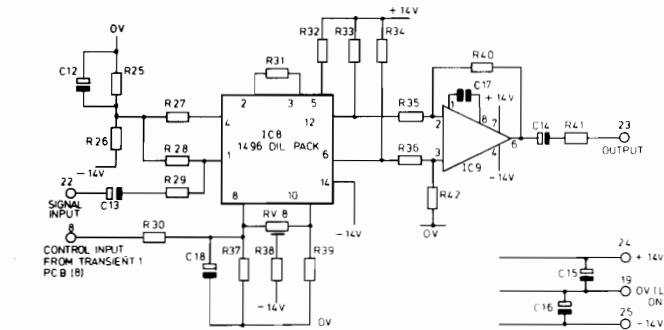 +14V
0V
R32
R33
R34
C12
R25
R31
R40
C17
+14V
2
3
5
R27
4
12
R35
2
1
8
7
6
C14
R41
23
OUTPUT
R26
IC8
1496 DIL PACK
R28
1
6
R36
3
IC9
4
-14V
-14V
R29
14
R42
22
SIGNAL
INPUT
C13
8
10
-14V
0V
8
R30
RV 8
CONTROL INPUT
FROM TRANSIENT 1
PCB (8)
C18
R37
R38
R39
-14V
0V
24
+14V
C15
19
0V (L
ON
C16
25
-14V